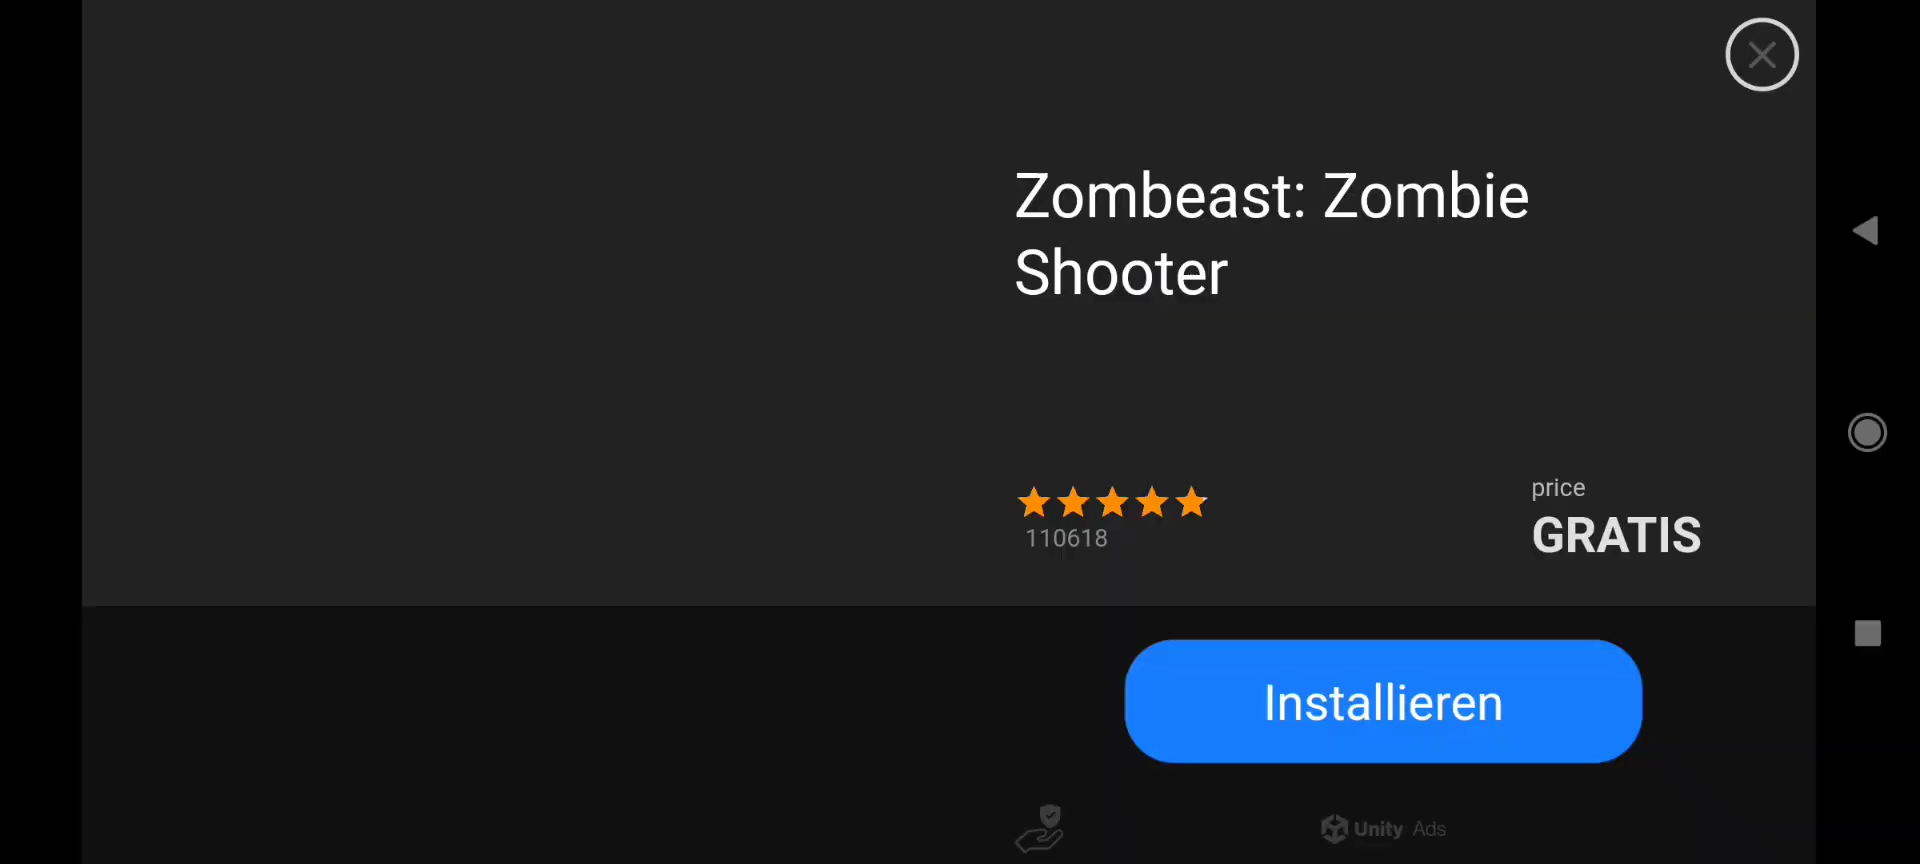 Zombeast: Zombie
Shooter
110618
price
GRATIS
Installieren
Unity Ads